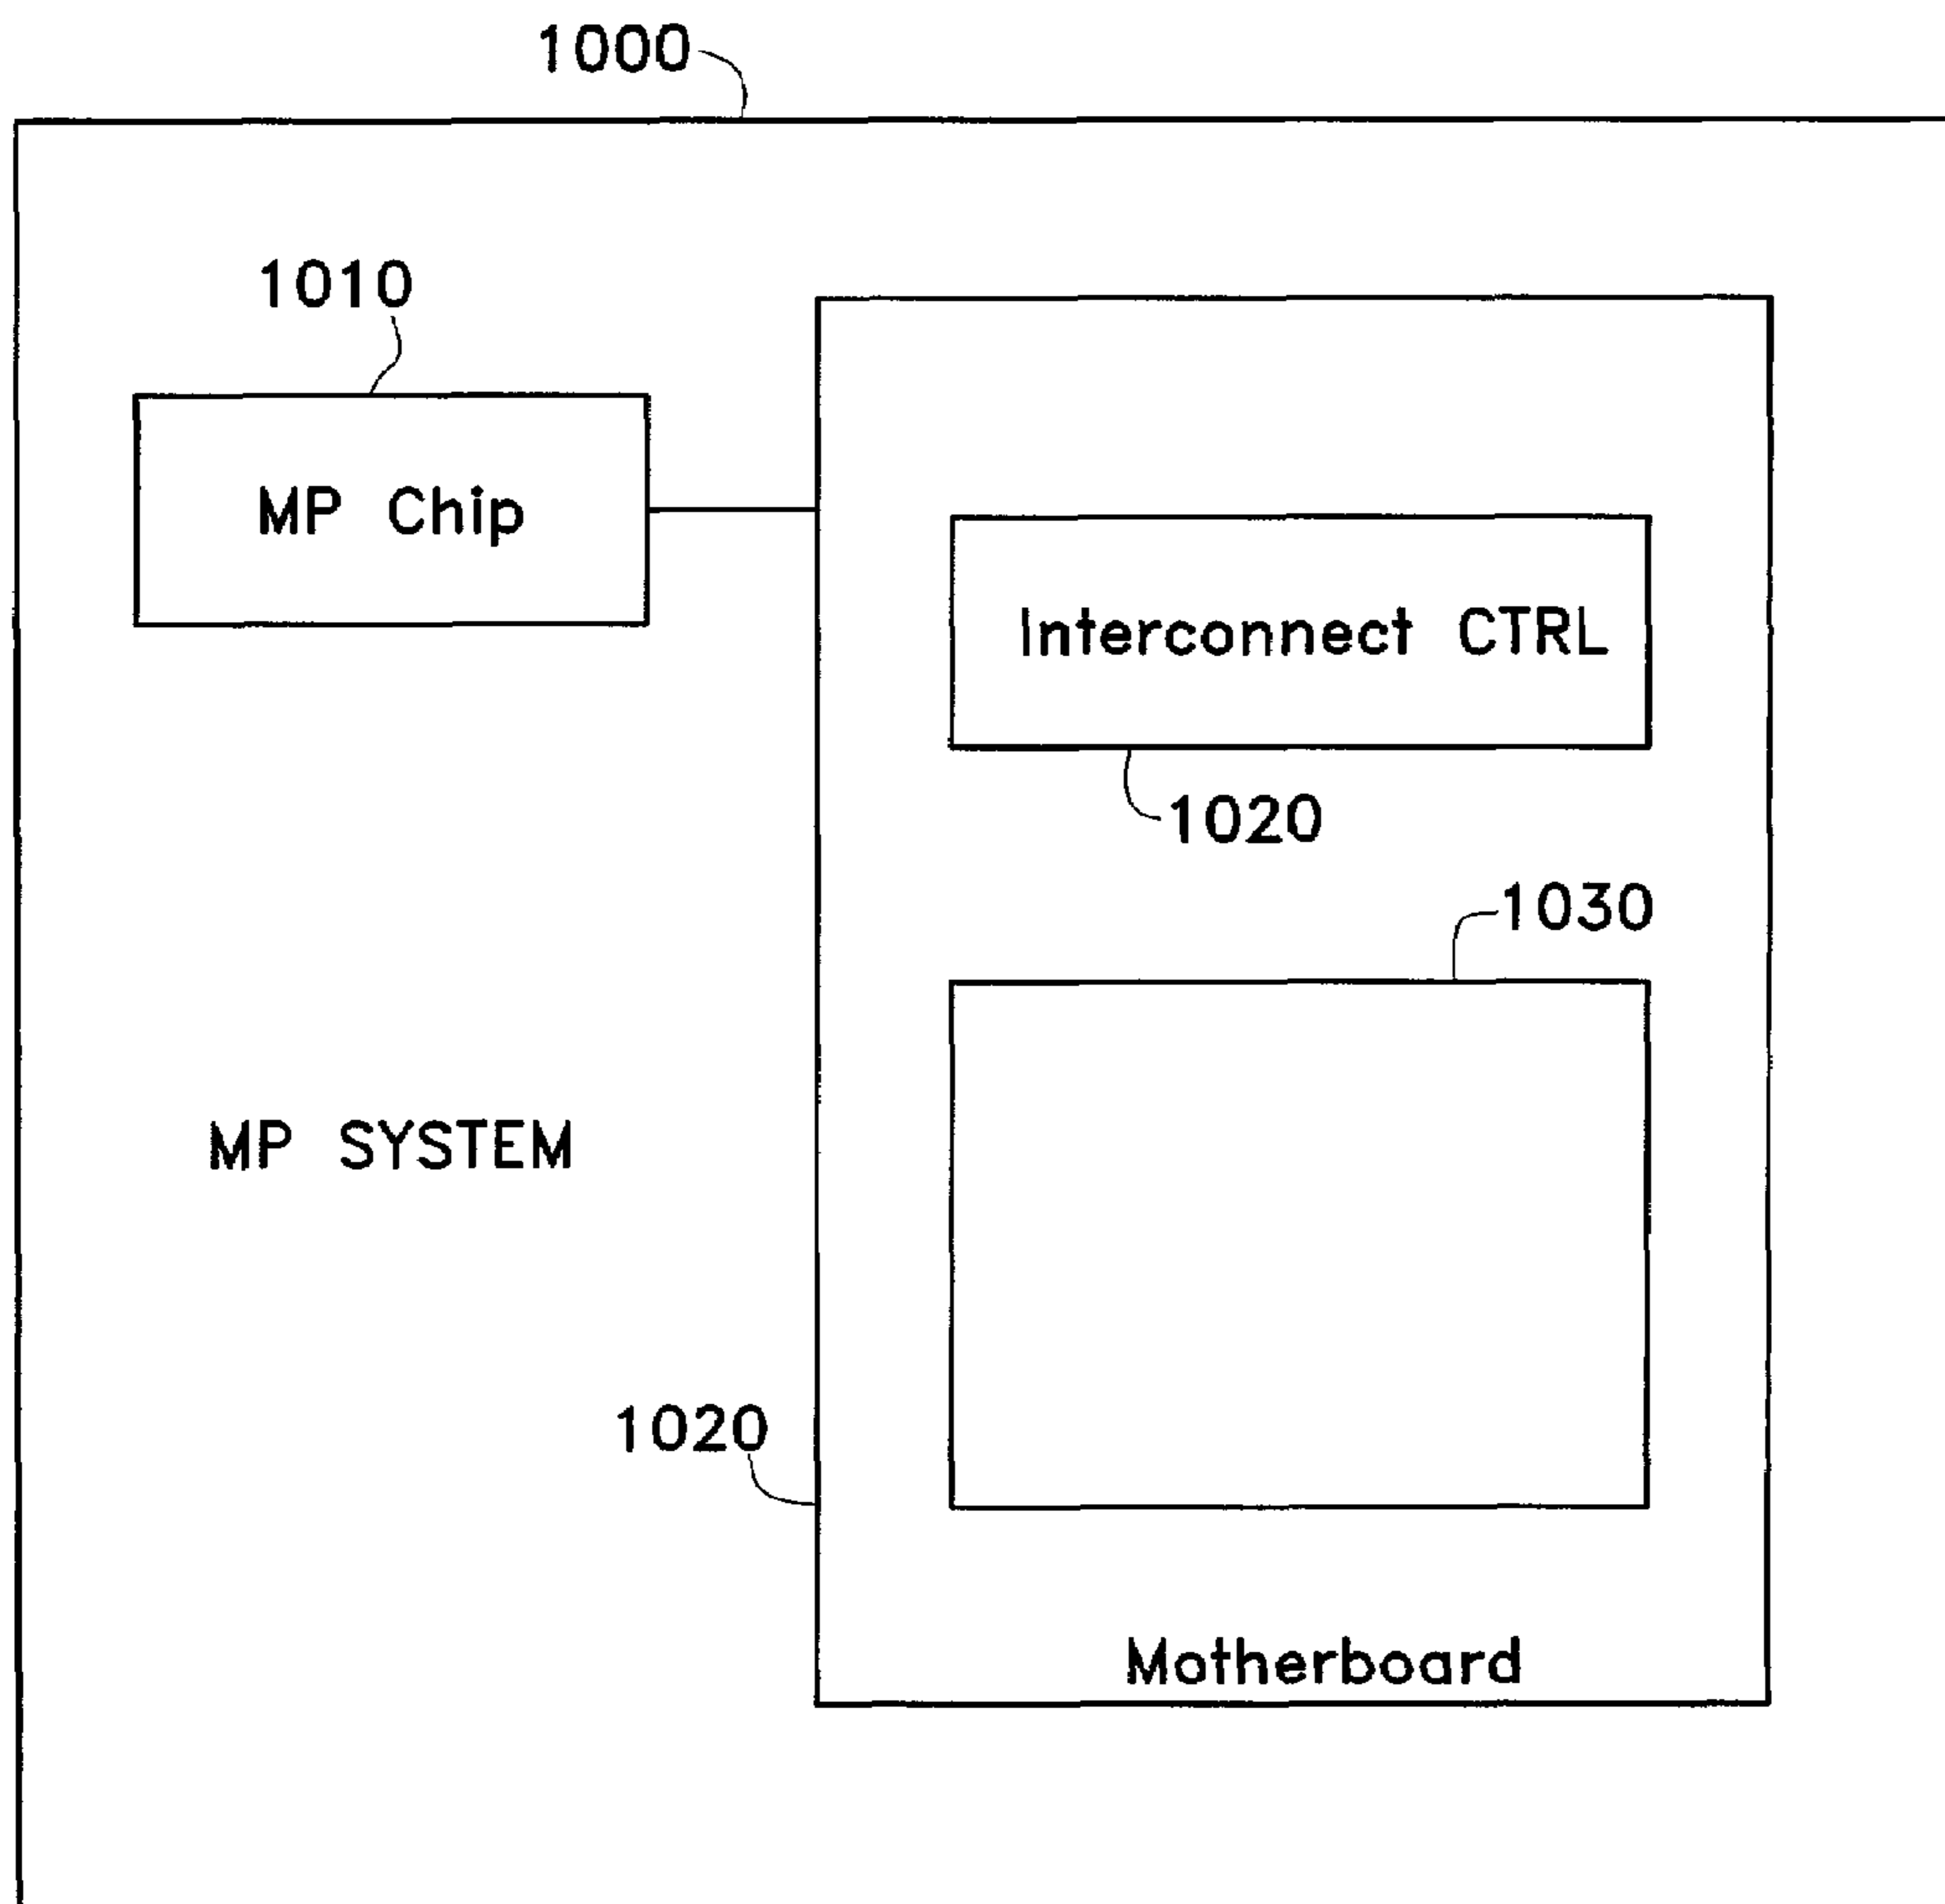 1000
1010
MP Chip
Interconnect CTRL
1020
1030
MP SYSTEM
1020
Motherboard